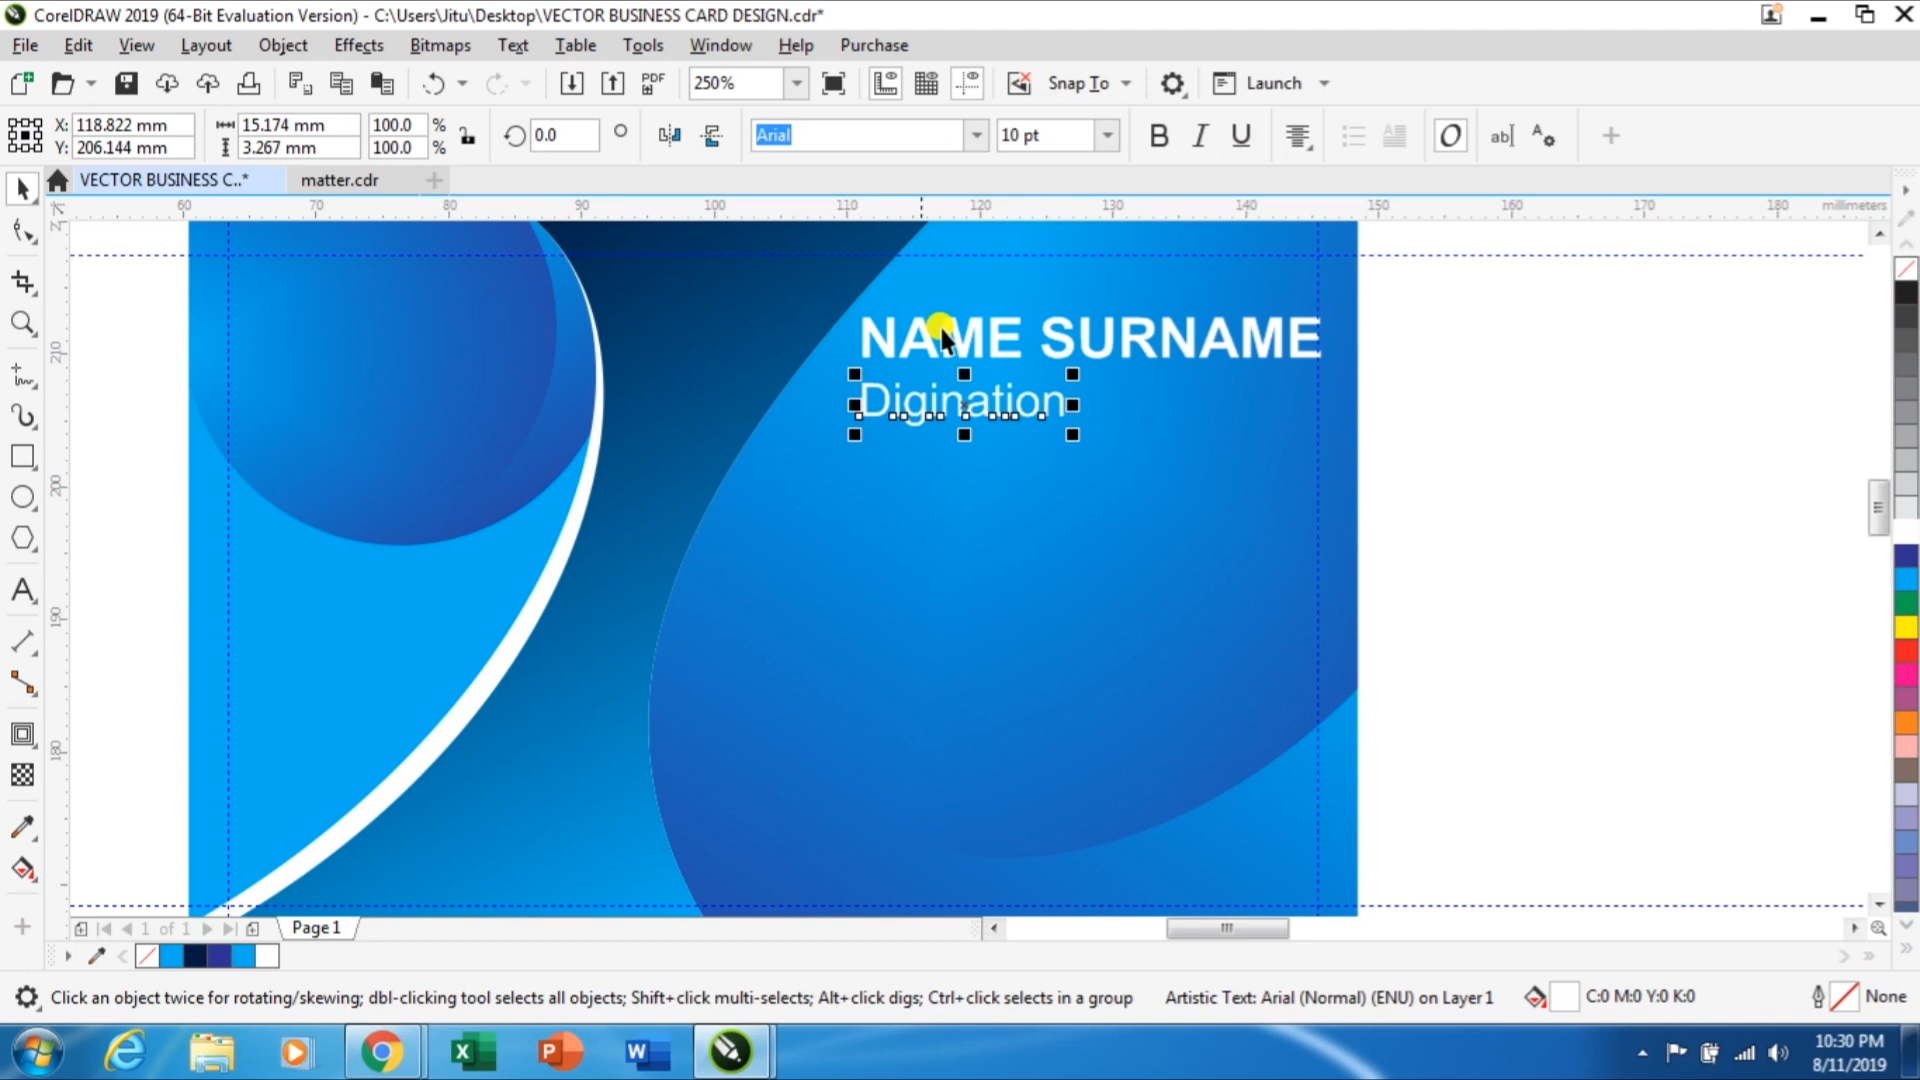 CorelDRAW 2019 (64-Bit Evaluation Version) - C:\Users\Jitu\Desktop\VECTOR BUSINESS CARD DESIGN.cdr*
File Edit View Layout Object Effects Bitmaps Text Table Tools Window Help Purchase
PDF 250% Snap To Launch
X: 118.822 mm 15.174 mm 100.0 % 0.0 Arial 10 pt B I U O ab
Y: 206.144 mm 3.267 mm 100.0 %
VECTOR BUSINESS C..* matter.cdr
60 70 80 90 100 110 120 130 140 150 160 170 180 millimeters
210
200
190
180
NAME SURNAME
Digination
1 of 1 Page 1
Click an object twice for rotating/skewing; dbl-clicking tool selects all objects; Shift+click multi-selects; Alt+click digs; Ctrl+click selects in a group Artistic Text: Arial (Normal) (ENU) on Layer 1 C:0 M:0 Y:0 K:0 None
10:30 PM
8/11/2019